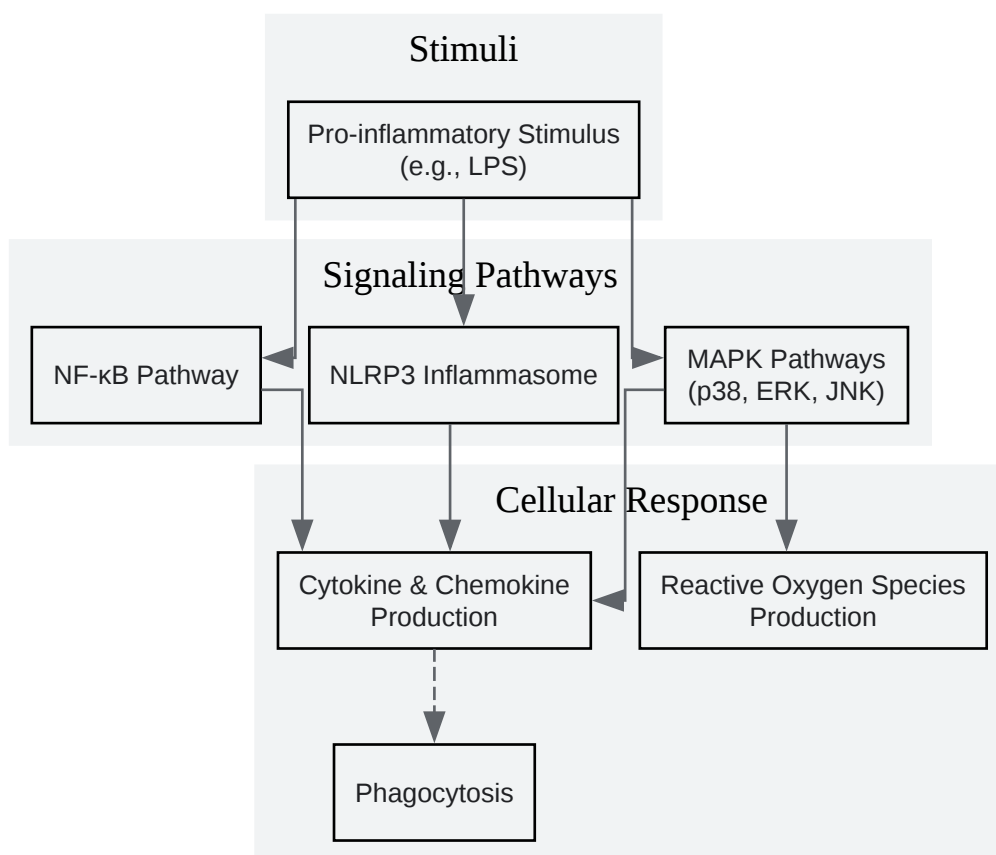 Stimuli
Pro-inflammatory Stimulus
(e.g., LPS)
Signaling Pathways
NF-κB Pathway
NLRP3 Inflammasome
MAPK Pathways
(p38, ERK, JNK)
Cellular Response
Cytokine & Chemokine
Production
Reactive Oxygen Species
Production
Phagocytosis